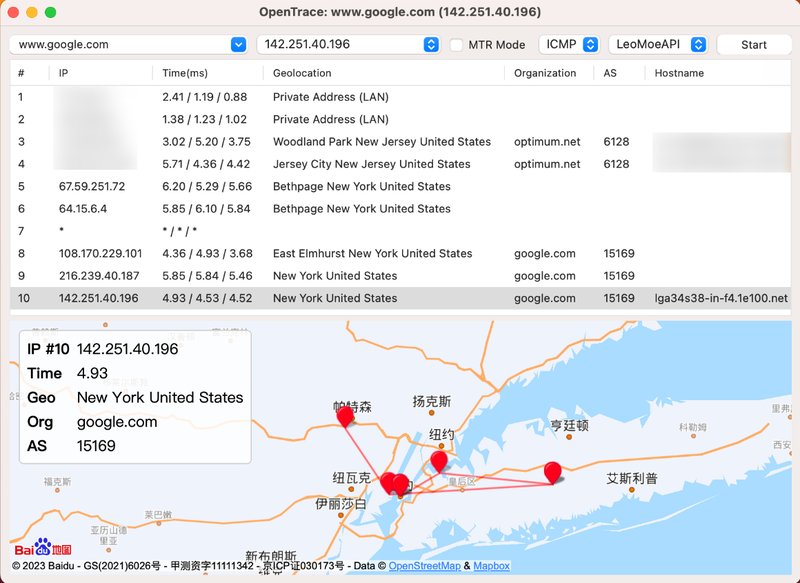 OpenTrace: www.google.com (142.251.40.196)
www.google.com 142.251.40.196 MTR Mode ICMP LeoMoeAPI Start
# IP Time(ms) Geolocation Organization AS Hostname
1 2.41 / 1.19 / 0.88 Private Address (LAN)
2 1.38 / 1.23 / 1.02 Private Address (LAN)
3 3.02 / 5.20 / 3.75 Woodland Park New Jersey United States optimum.net 6128
4 5.71 / 4.36 / 4.42 Jersey City New Jersey United States optimum.net 6128
5 67.59.251.72 6.20 / 5.29 / 5.66 Bethpage New York United States
6 64.15.6.4 5.85 / 6.10 / 5.84 Bethpage New York United States
7 * * / * / *
8 108.170.229.101 4.36 / 4.93 / 3.68 East Elmhurst New York United States google.com 15169
9 216.239.40.187 5.85 / 5.84 / 5.46 New York United States google.com 15169
10 142.251.40.196 4.93 / 4.53 / 4.52 New York United States google.com 15169 lga34s38-in-f4.1e100.net
IP #10 142.251.40.196
Time 4.93
Geo New York United States
Org google.com
AS 15169
帕特森
扬克斯
纽约
亨廷顿
科勒姆
里弗
西安
纽瓦克
皇后区
艾斯利普
福克斯
伊丽莎白
莱巴嫩
亚历山德
里亚
新布朗斯
Bai du 地图
© 2023 Baidu - GS(2021)6026号 - 甲测资字11111342 - 京ICP证030173号 - Data © OpenStreetMap & Mapbox